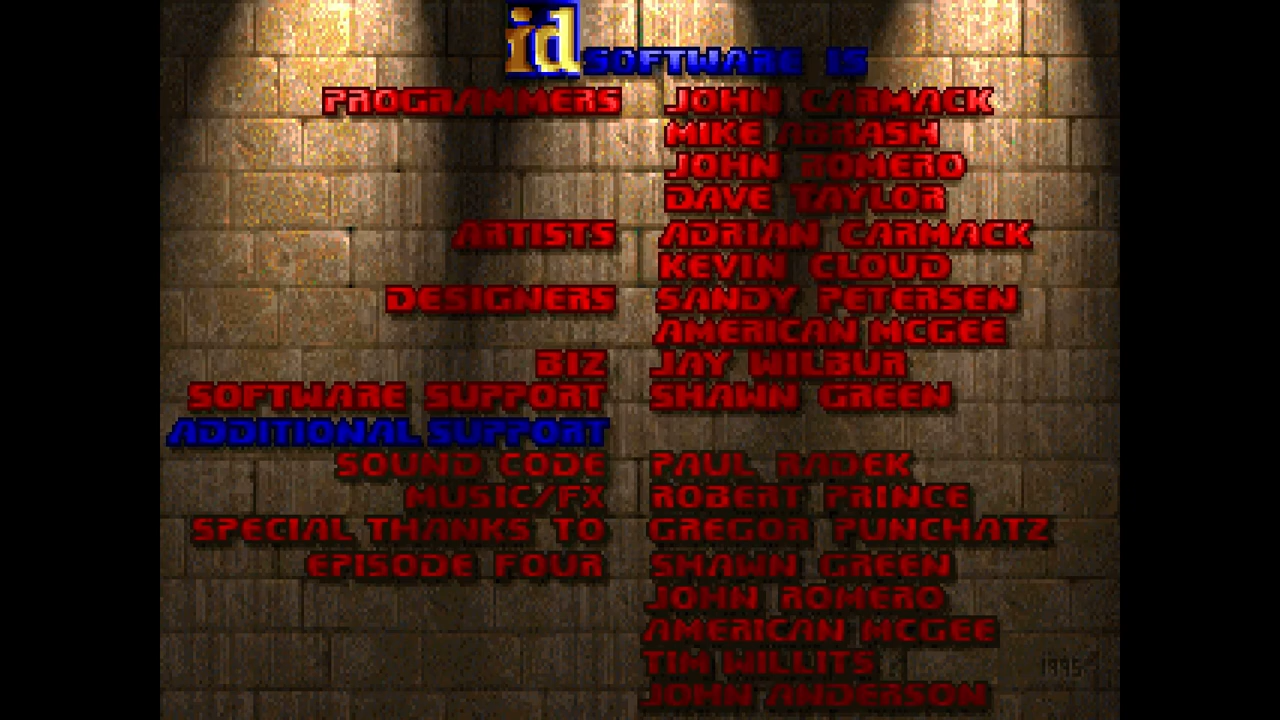 id SOFTWARE IS
PROGRAMMERS JOHN CARMACK
MIKE ABRASH
JOHN ROMERO
DAVE TAYLOR
ARTISTS ADRIAN CARMACK
KEVIN CLOUD
DESIGNERS SANDY PETERSEN
AMERICAN MCGEE
BIZ JAY WILBUR
SOFTWARE SUPPORT SHAWN GREEN
ADDITIONAL SUPPORT
SOUND CODE PAUL RADEK
MUSIC/FX ROBERT PRINCE
SPECIAL THANKS TO GREGOR PUNCHATZ
EPISODE FOUR SHAWN GREEN
JOHN ROMERO
AMERICAN MCGEE
TIM WILLITS
1995
JOHN ANDERSON